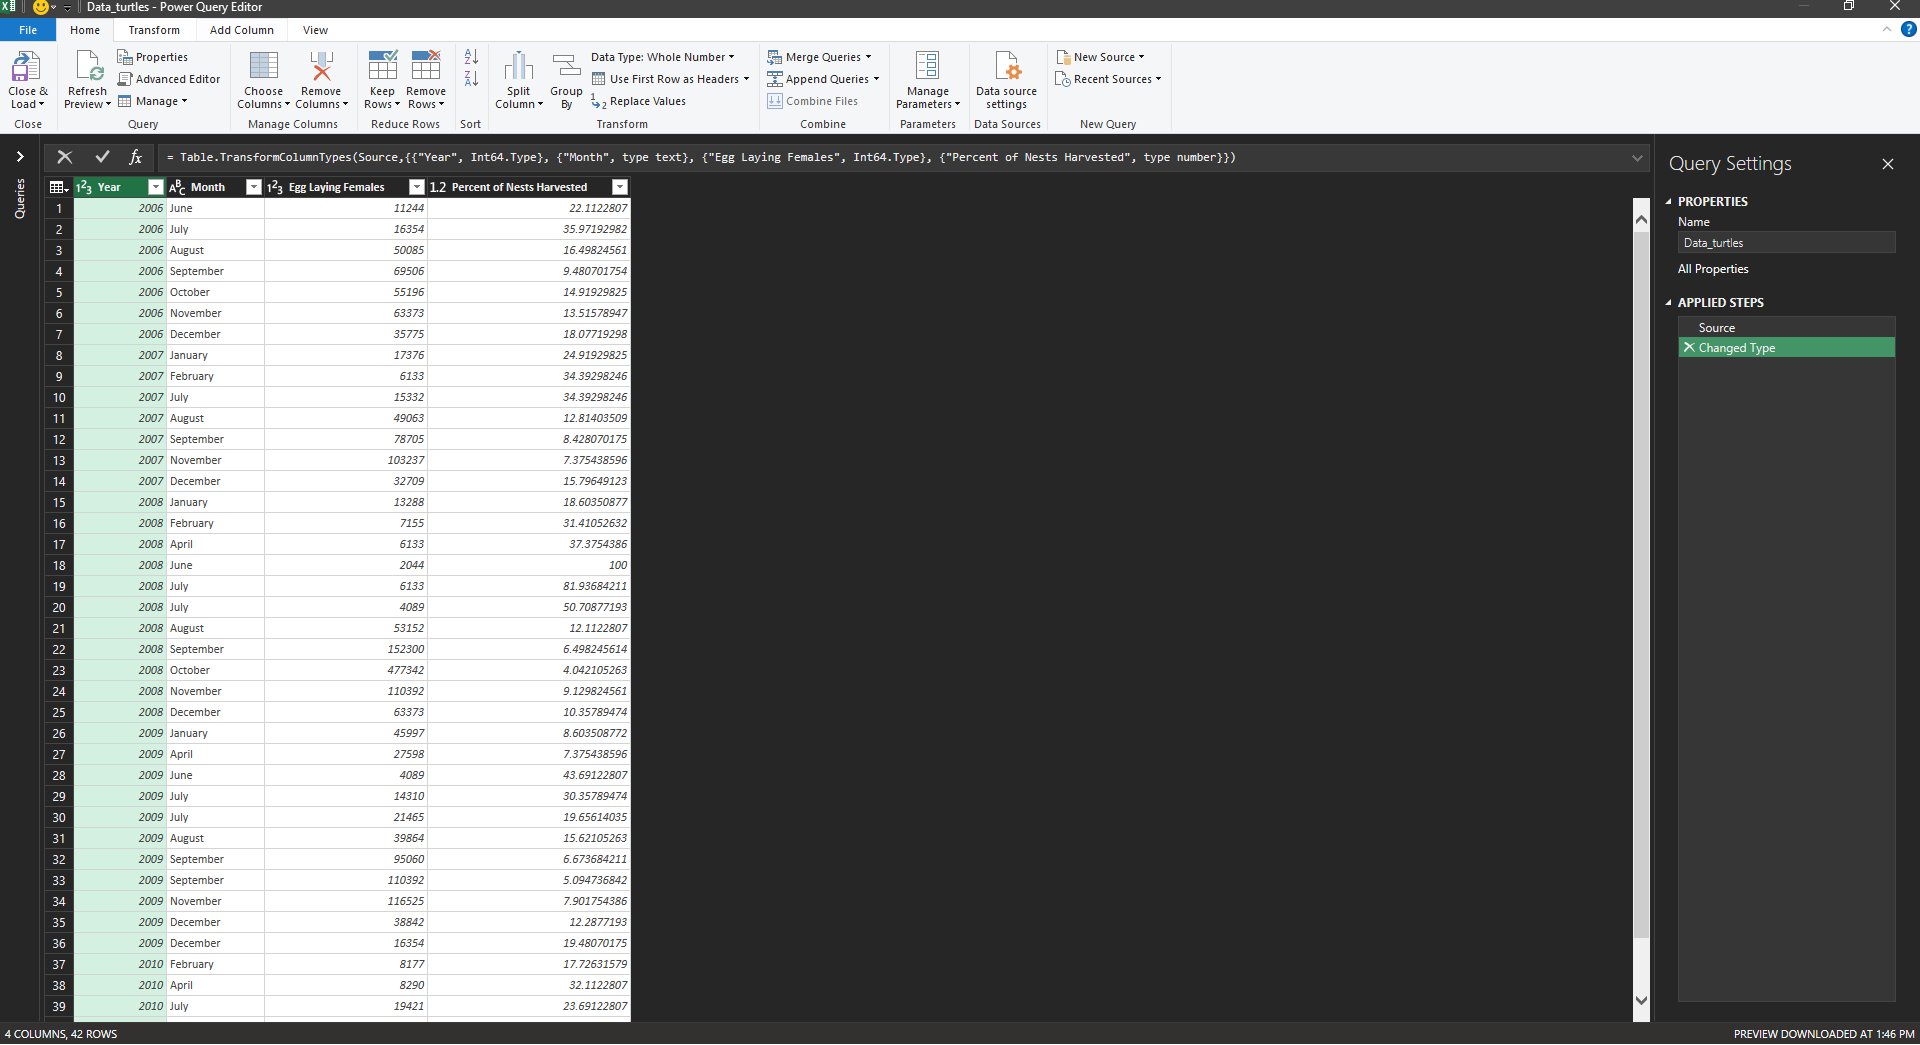 Data_turtles - Power Query Editor
File Home Transform Add Column View
Close & Load
Close
Refresh Preview
Properties
Advanced Editor
Manage
Query
Choose Columns
Remove Columns
Manage Columns
Keep Rows
Remove Rows
Reduce Rows
Sort
Split Column
Group By
Data Type: Whole Number
Use First Row as Headers
Replace Values
Transform
Merge Queries
Append Queries
Combine Files
Combine
Manage Parameters
Parameters
Data source settings
Data Sources
New Source
Recent Sources
New Query
Queries
fx = Table.TransformColumnTypes(Source,{{"Year", Int64.Type}, {"Month", type text}, {"Egg Laying Females", Int64.Type}, {"Percent of Nests Harvested", type number}})
123 Year ABC Month 123 Egg Laying Females 1.2 Percent of Nests Harvested
1 2006 June 11244 22.1122807
2 2006 July 16354 35.97192982
3 2006 August 50085 16.49824561
4 2006 September 69506 9.480701754
5 2006 October 55196 14.91929825
6 2006 November 63373 13.51578947
7 2006 December 35775 18.07719298
8 2007 January 17376 24.91929825
9 2007 February 6133 34.39298246
10 2007 July 15332 34.39298246
11 2007 August 49063 12.81403509
12 2007 September 78705 8.428070175
13 2007 November 103237 7.375438596
14 2007 December 32709 15.79649123
15 2008 January 13288 18.60350877
16 2008 February 7155 31.41052632
17 2008 April 6133 37.3754386
18 2008 June 2044 100
19 2008 July 6133 81.93684211
20 2008 July 4089 50.70877193
21 2008 August 53152 12.1122807
22 2008 September 152300 6.498245614
23 2008 October 477342 4.042105263
24 2008 November 110392 9.129824561
25 2008 December 63373 10.35789474
26 2009 January 45997 8.603508772
27 2009 April 27598 7.375438596
28 2009 June 4089 43.69122807
29 2009 July 14310 30.35789474
30 2009 July 21465 19.65614035
31 2009 August 39864 15.62105263
32 2009 September 95060 6.673684211
33 2009 September 110392 5.094736842
34 2009 November 116525 7.901754386
35 2009 December 38842 12.2877193
36 2009 December 16354 19.48070175
37 2010 February 8177 17.72631579
38 2010 April 8290 32.1122807
39 2010 July 19421 23.69122807
Query Settings
PROPERTIES
Name
Data_turtles
All Properties
APPLIED STEPS
Source
Changed Type
4 COLUMNS, 42 ROWS
PREVIEW DOWNLOADED AT 1:46 PM